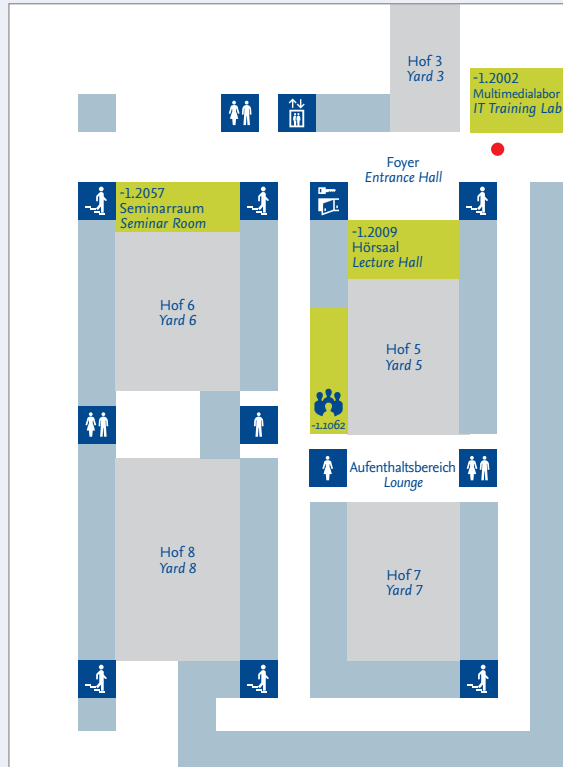 Hof 3
Yard 3
-1.2002
Multimedialabor
IT Training Lab
Foyer
Entrance Hall
-1.2057
Seminarraum
Seminar Room
-1.2009
Hörsaal
Lecture Hall
Hof 6
Yard 6
Hof 5
Yard 5
-1.1062
Aufenthaltsbereich
Lounge
Hof 8
Yard 8
Hof 7
Yard 7